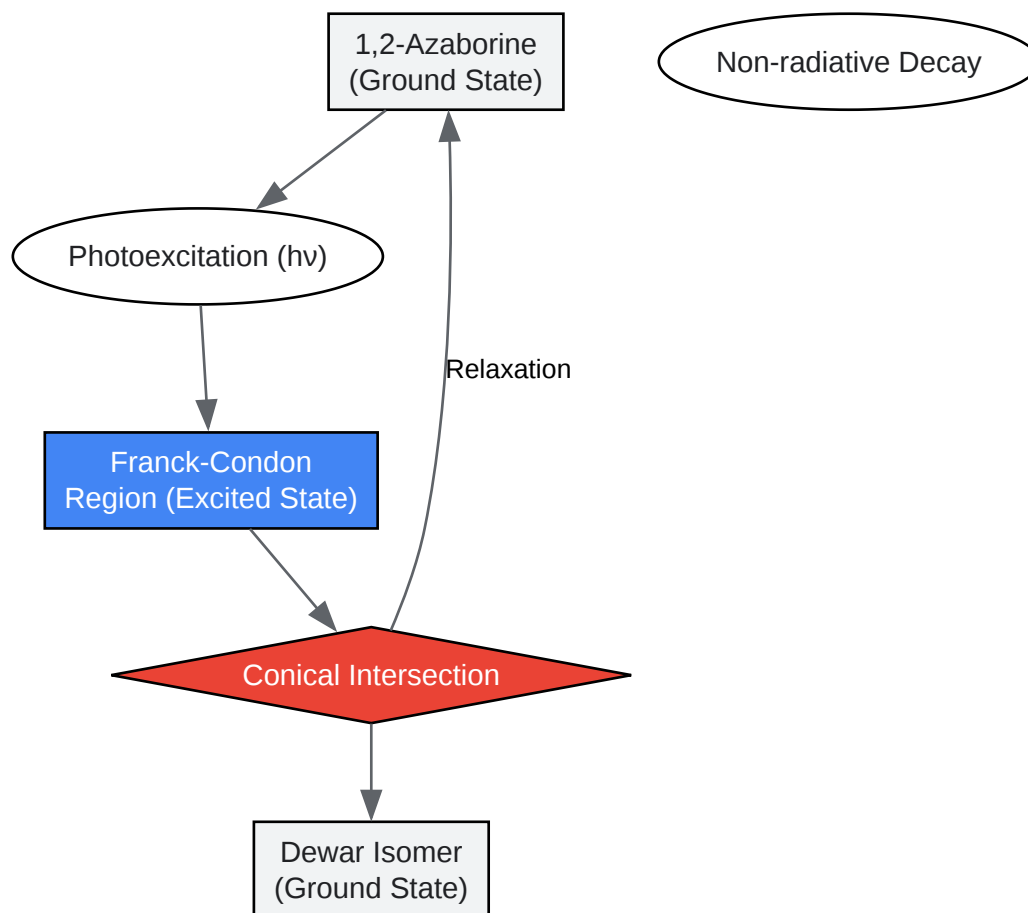 1,2-Azaborine
(Ground State)
Non-radiative Decay
Photoexcitation (hν)
Relaxation
Franck-Condon
Region (Excited State)
Conical Intersection
Dewar Isomer
(Ground State)